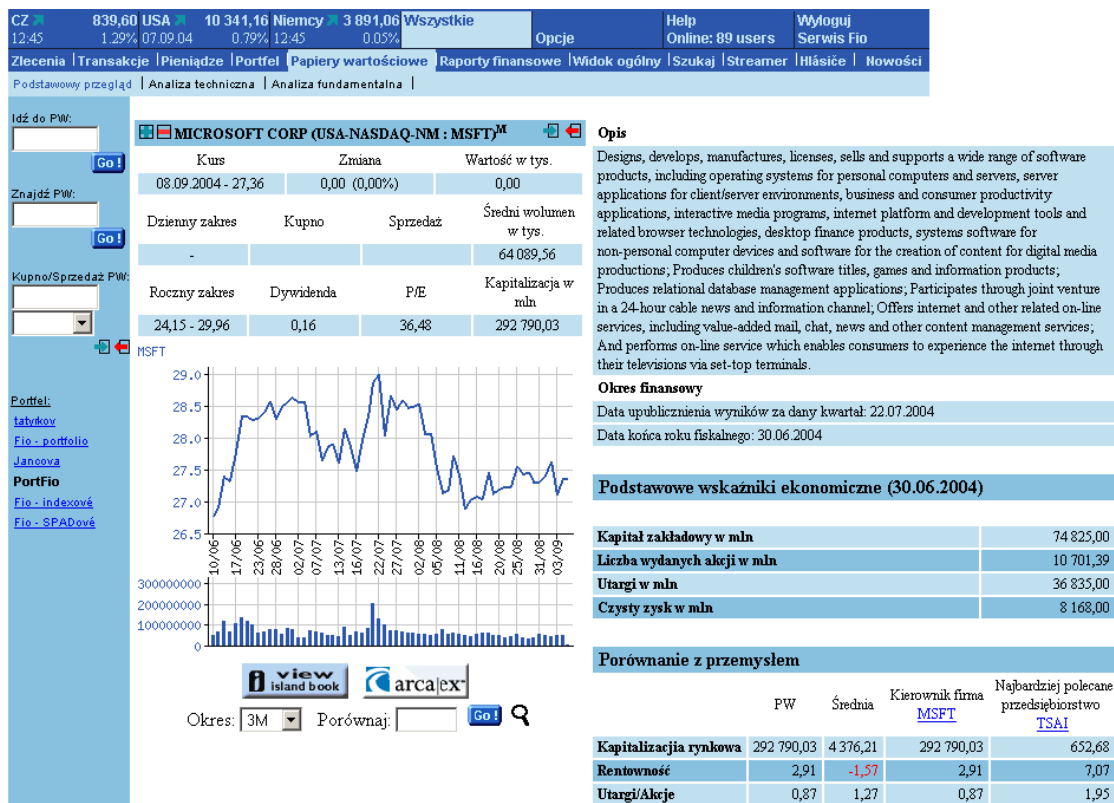 CZ 839,60 USA 10 341,16 Niemcy 3 891,06 Wszystkie Help Wyloguj
12:45 1.29% 07.09.04 0.79% 12:45 0.05% Opcje Online: 89 users Serwis Fio
Zlecenia | Transakcje | Pieniądze | Portfel | Papiery wartościowe | Raporty finansowe | Widok ogólny | Szukaj | Streamer | Hlásiče | Nowości
Podstawowy przegląd | Analiza techniczna | Analiza fundamentalna |
Idź do PW:
Go !
Znajdź PW:
Go !
Kupno/Sprzedaż PW:
Portfel:
tatyrkov
Fio - portfolio
Jancova
PortFio
Fio - indexové
Fio - SPADové
MICROSOFT CORP (USA-NASDAQ-NM : MSFT)M
Kurs Zmiana Wartość w tys.
08.09.2004 - 27,36 0,00 (0,00%) 0,00
Dzienny zakres Kupno Sprzedaż Średni wolumen w tys.
- 64 089,56
Roczny zakres Dywidenda P/E Kapitalizacja w mln
24,15 - 29,96 0,16 36,48 292 790,03
MSFT
29.0
28.5
28.0
27.5
27.0
26.5
10/06 17/06 23/06 28/06 02/07 07/07 13/07 16/07 22/07 27/07 02/08 05/08 11/08 16/08 20/08 25/08 31/08 03/09
300000000
200000000
100000000
0
view island book
arca|ex
Okres: 3M Porównaj: Go !
Opis
Designs, develops, manufactures, licenses, sells and supports a wide range of software
products, including operating systems for personal computers and servers, server
applications for client/server environments, business and consumer productivity
applications, interactive media programs, internet platform and development tools and
related browser technologies, desktop finance products, systems software for
non-personal computer devices and software for the creation of content for digital media
productions; Produces children's software titles, games and information products;
Produces relational database management applications; Participates through joint venture
in a 24-hour cable news and information channel; Offers internet and other related on-line
services, including value-added mail, chat, news and other content management services;
And performs on-line service which enables consumers to experience the internet through
their televisions via set-top terminals.
Okres finansowy
Data upublicznienia wyników za dany kwartał: 22.07.2004
Data końca roku fiskalnego: 30.06.2004
Podstawowe wskaźniki ekonomiczne (30.06.2004)
Kapitał zakładowy w mln 74 825,00
Liczba wydanych akcji w mln 10 701,39
Utargi w mln 36 835,00
Czysty zysk w mln 8 168,00
Porównanie z przemysłem
PW Średnia Kierownik firma MSFT Najbardziej polecane przedsiębiorstwo TSAI
Kapitalizacjia rynkowa 292 790,03 4 376,21 292 790,03 652,68
Rentowność 2,91 -1,57 2,91 7,07
Utargi/Akcje 0,87 1,27 0,87 1,95